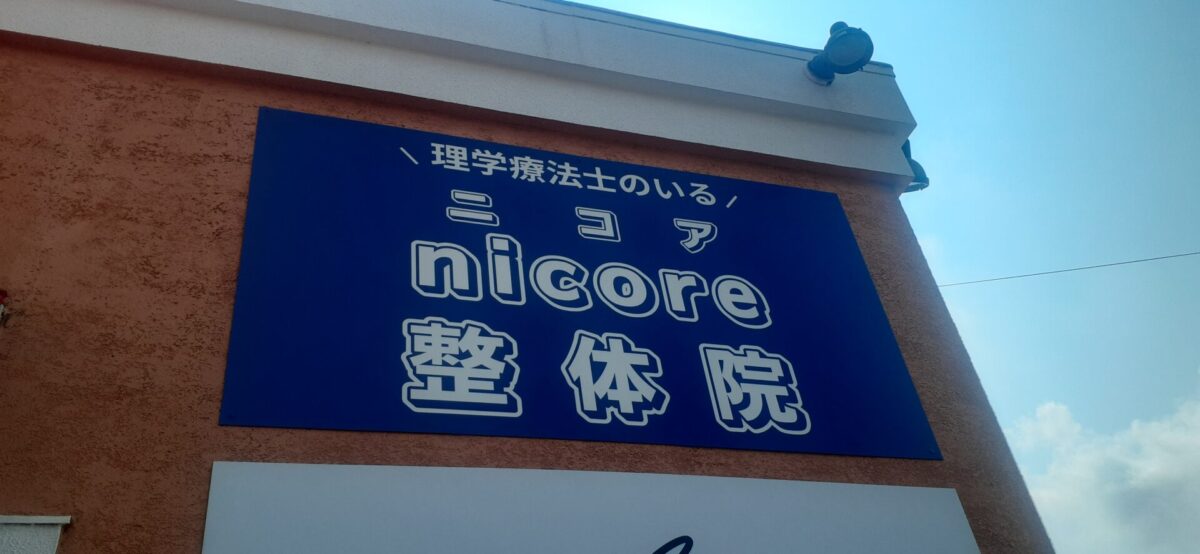 \ 理学療法士のいる /
ニコア
nicore
整体院